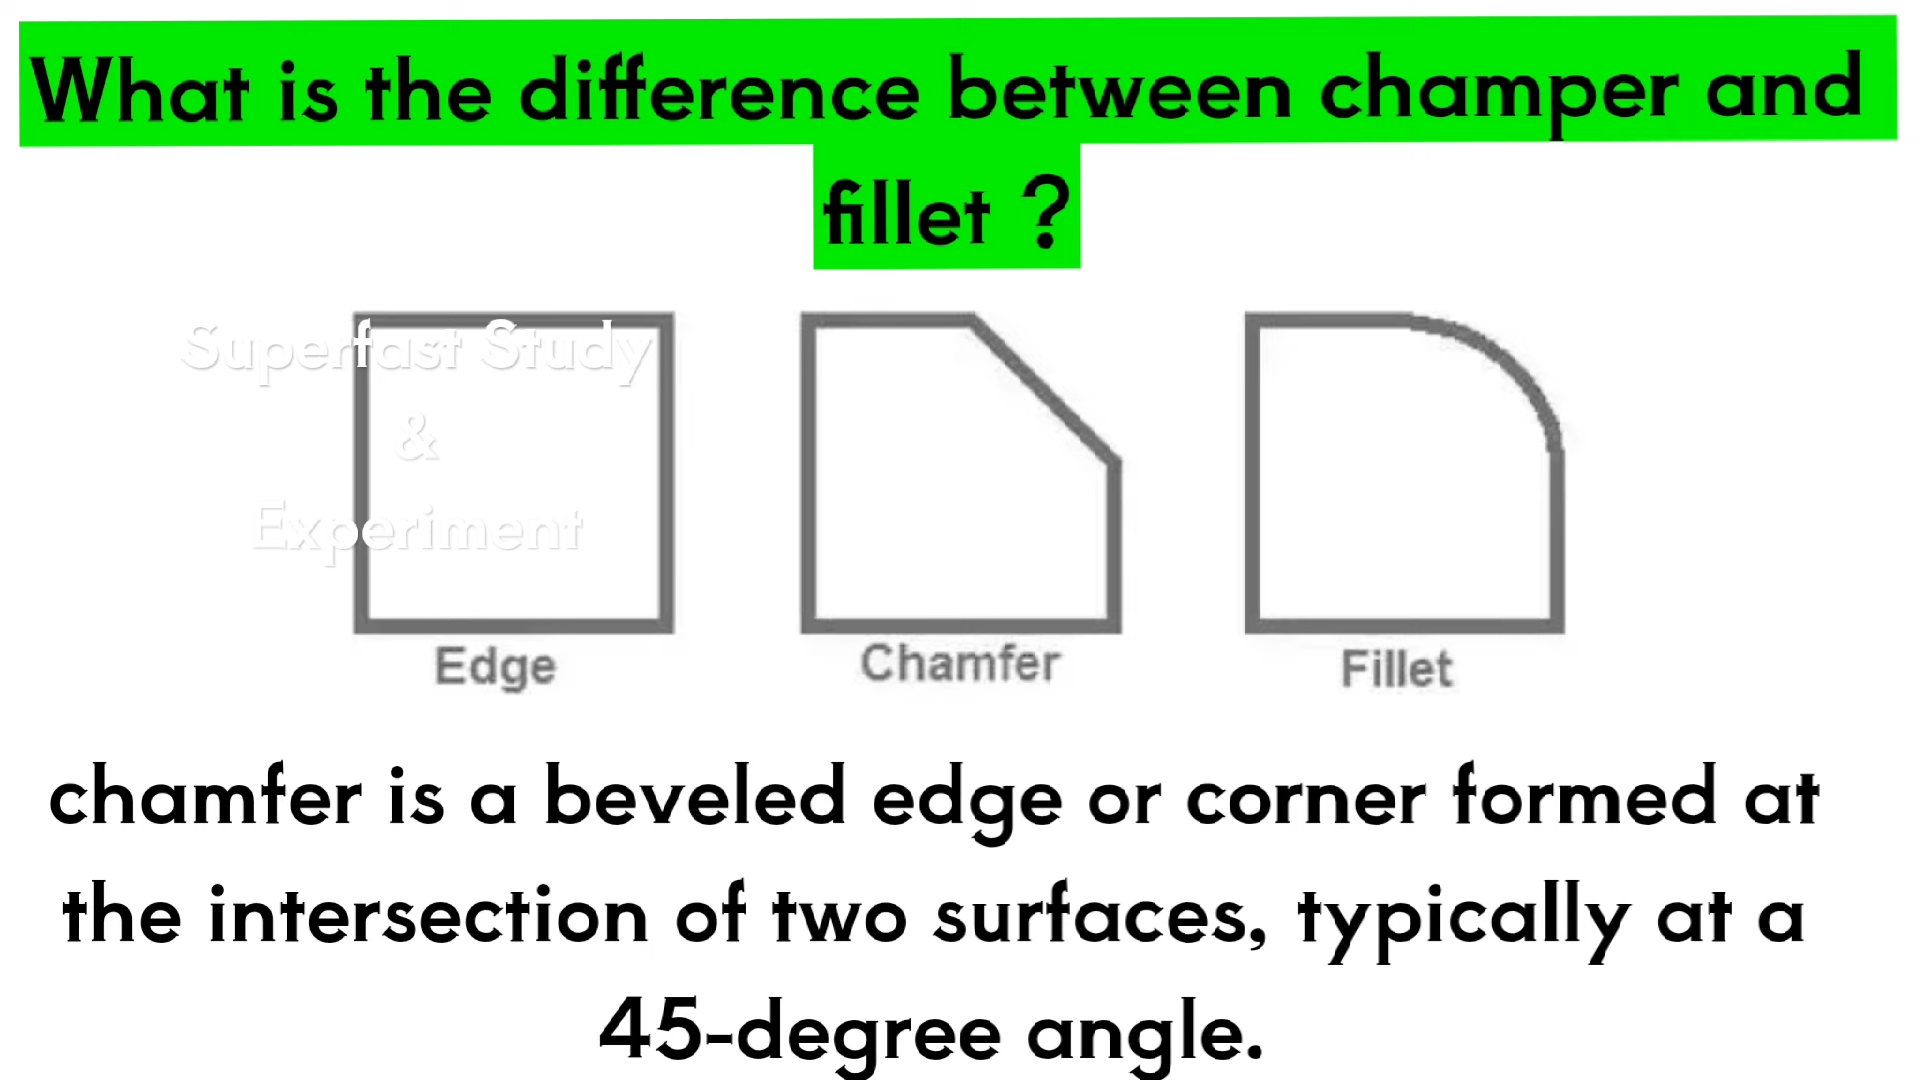 What is the difference between champer and
fillet ?
Superfast Study
&
Experiment
Edge
Chamfer
Fillet
chamfer is a beveled edge or corner formed at
the intersection of two surfaces, typically at a
45-degree angle.